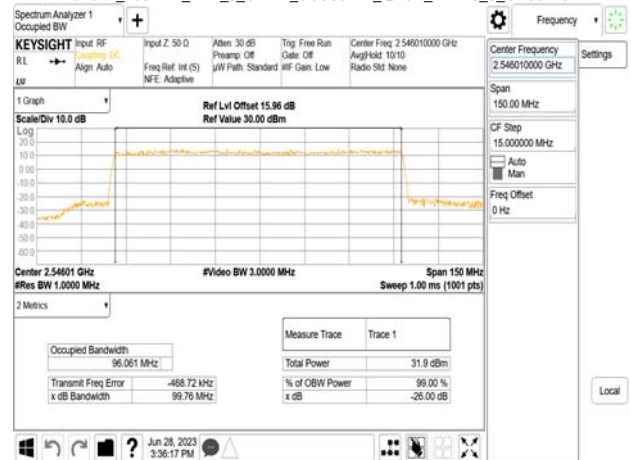 Spectrum Analyzer 1
Occupied BW
Frequency
KEYSIGHT
RL
LW
Input: RF
Coupling: DC
Align: Auto
Input Z: 50 Ω
Freq Ref: Int (S)
NFE: Adaptive
Atten: 30 dB
Preamp: Off
µW Path: Standard
Trig: Free Run
Gate: Off
#IF Gain: Low
Center Freq: 2.546010000 GHz
Avg|Hold: 10/10
Radio Std: None
Center Frequency
2.546010000 GHz
Settings
Span
150.00 MHz
CF Step
15.000000 MHz
Auto
Man
Freq Offset
0 Hz
1 Graph
Scale/Div 10.0 dB
Ref Lvl Offset 15.96 dB
Ref Value 30.00 dBm
Log
20.0
10.0
0.00
-10.0
-20.0
-30.0
-40.0
-50.0
-60.0
Center 2.54601 GHz
#Video BW 3.0000 MHz
Span 150 MHz
#Res BW 1.0000 MHz
Sweep 1.00 ms (1001 pts)
2 Metrics
Measure Trace Trace 1
Occupied Bandwidth
96.061 MHz
Total Power 31.9 dBm
Transmit Freq Error -468.72 kHz
% of OBW Power 99.00 %
x dB Bandwidth 99.76 MHz
x dB -26.00 dB
Local
?
Jun 28, 2023
3:36:17 PM